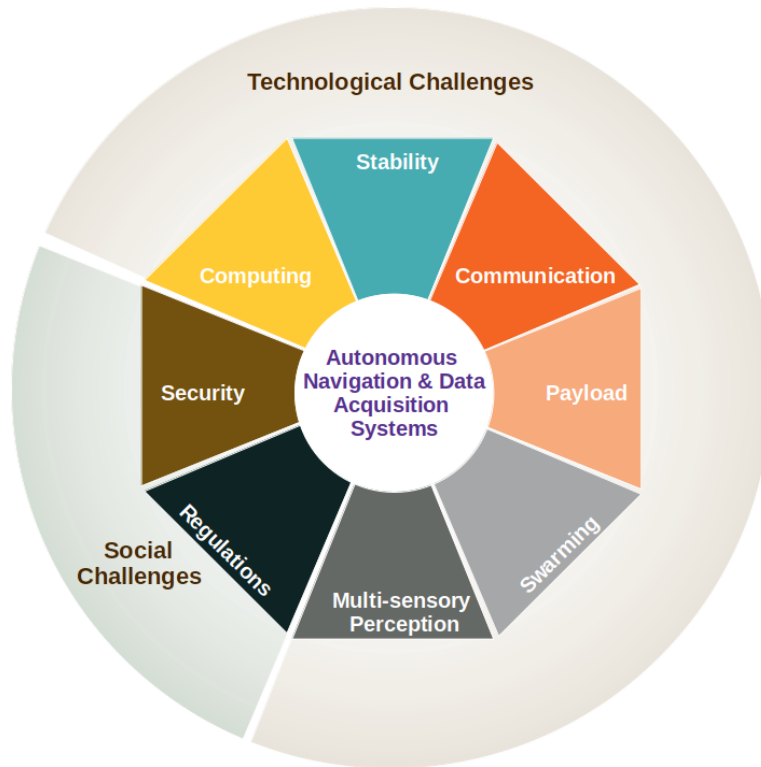 Technological Challenges
Stability
Computing
Communication
Autonomous
Navigation & Data
Acquisition
Systems
Security
Payload
Regulations
Swarming
Social
Challenges
Multi-sensory
Perception